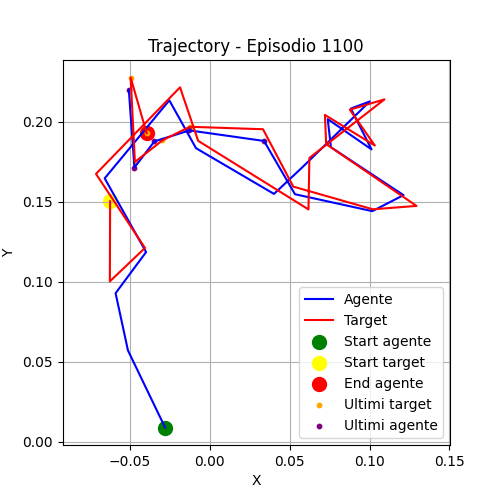 Trajectory - Episodio 1100
Y
0.20
0.15
0.10
0.05
0.00
Agente
Target
Start agente
Start target
End agente
Ultimi target
Ultimi agente
−0.05 0.00 0.05 0.10 0.15
X